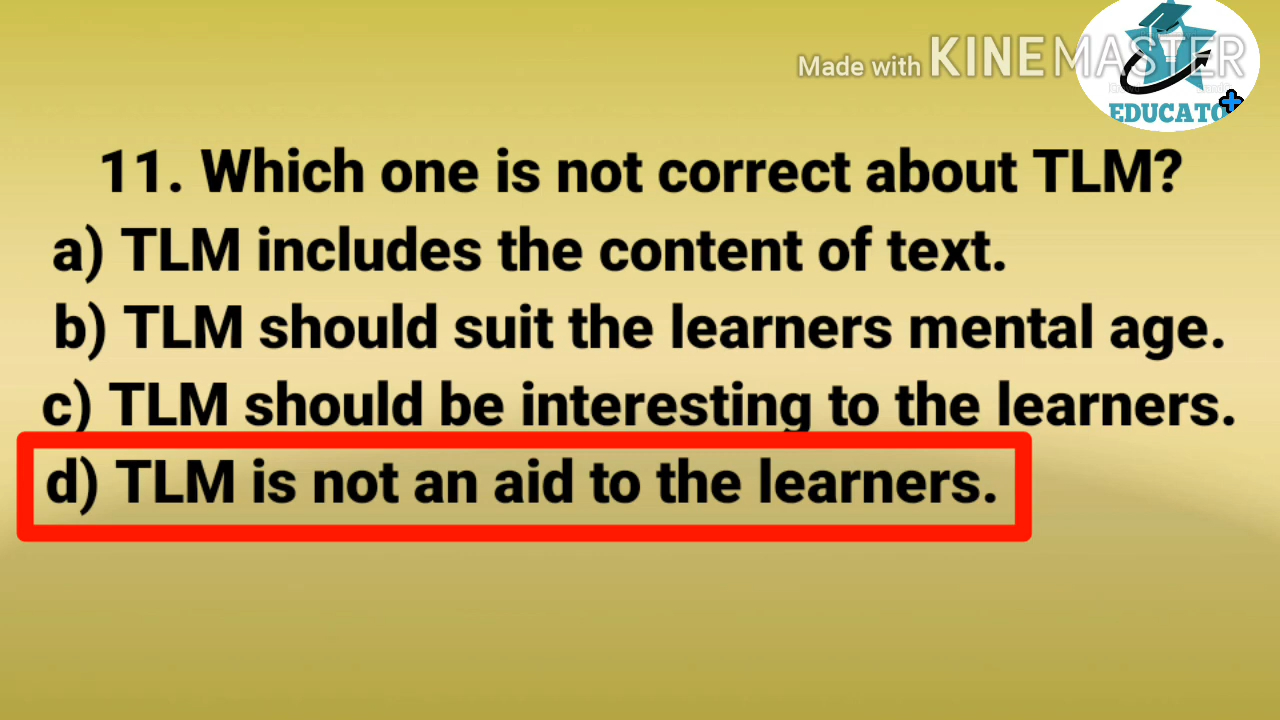 Made with KINEMASTER
EDUCATO
11. Which one is not correct about TLM?
a) TLM includes the content of text.
b) TLM should suit the learners mental age.
c) TLM should be interesting to the learners.
d) TLM is not an aid to the learners.